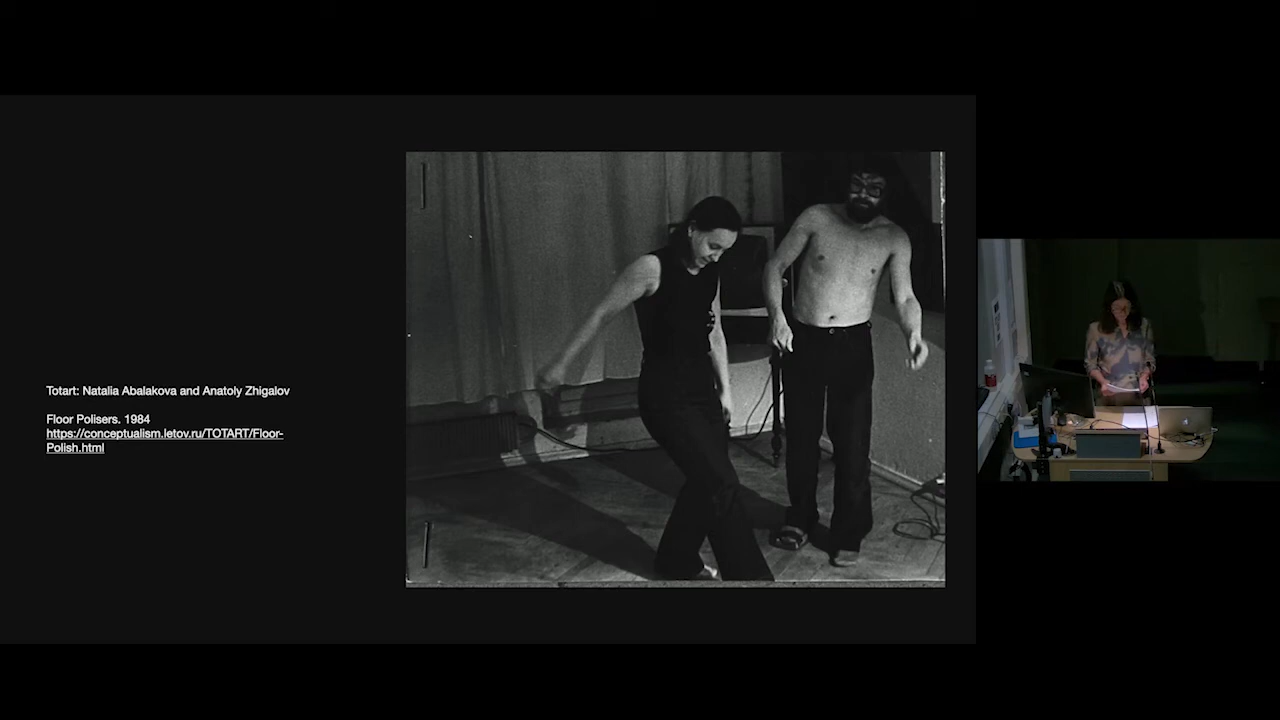 Totart: Natalia Abalakova and Anatoly Zhigalov
Floor Polisers. 1984
https://conceptualism.letov.ru/TOTART/Floor-
Polish.html